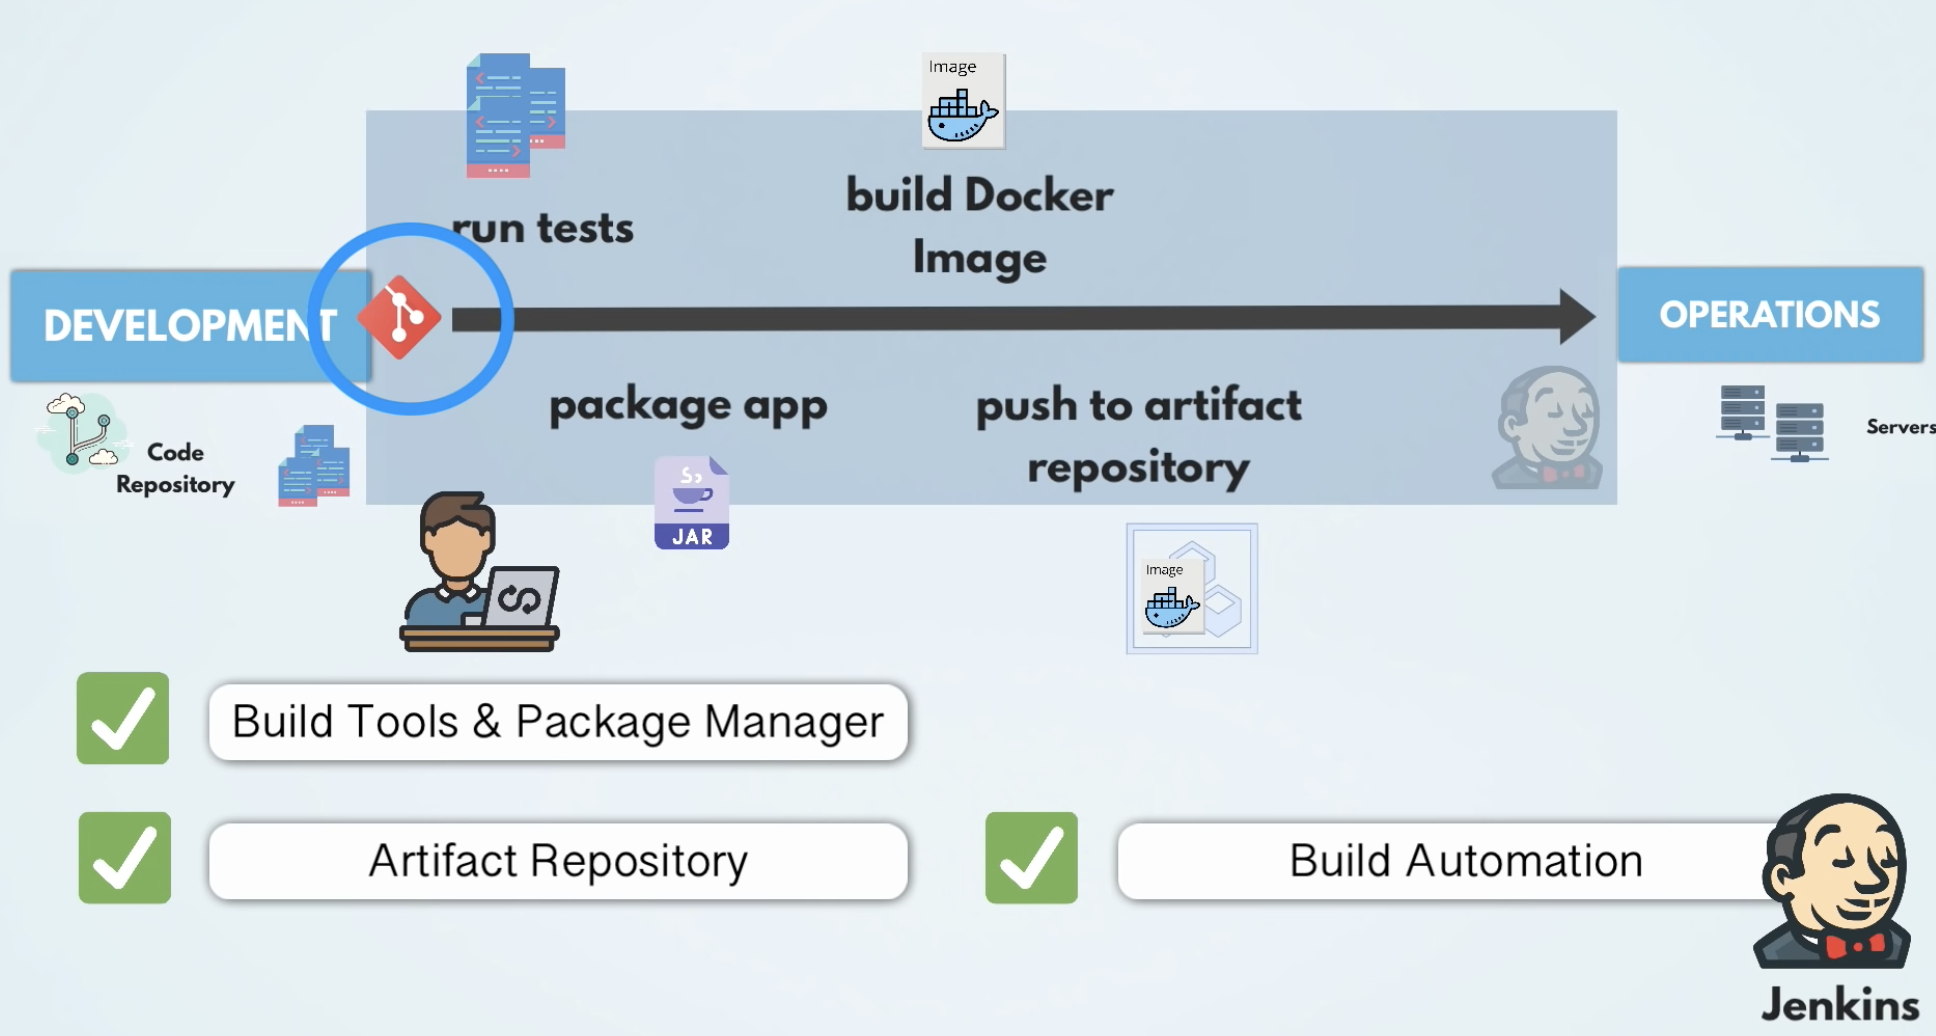 Image
run tests
build Docker
Image
DEVELOPMENT
OPERATIONS
package app
push to artifact
repository
Code
Repository
Servers
JAR
Image
Build Tools & Package Manager
Artifact Repository
Build Automation
Jenkins